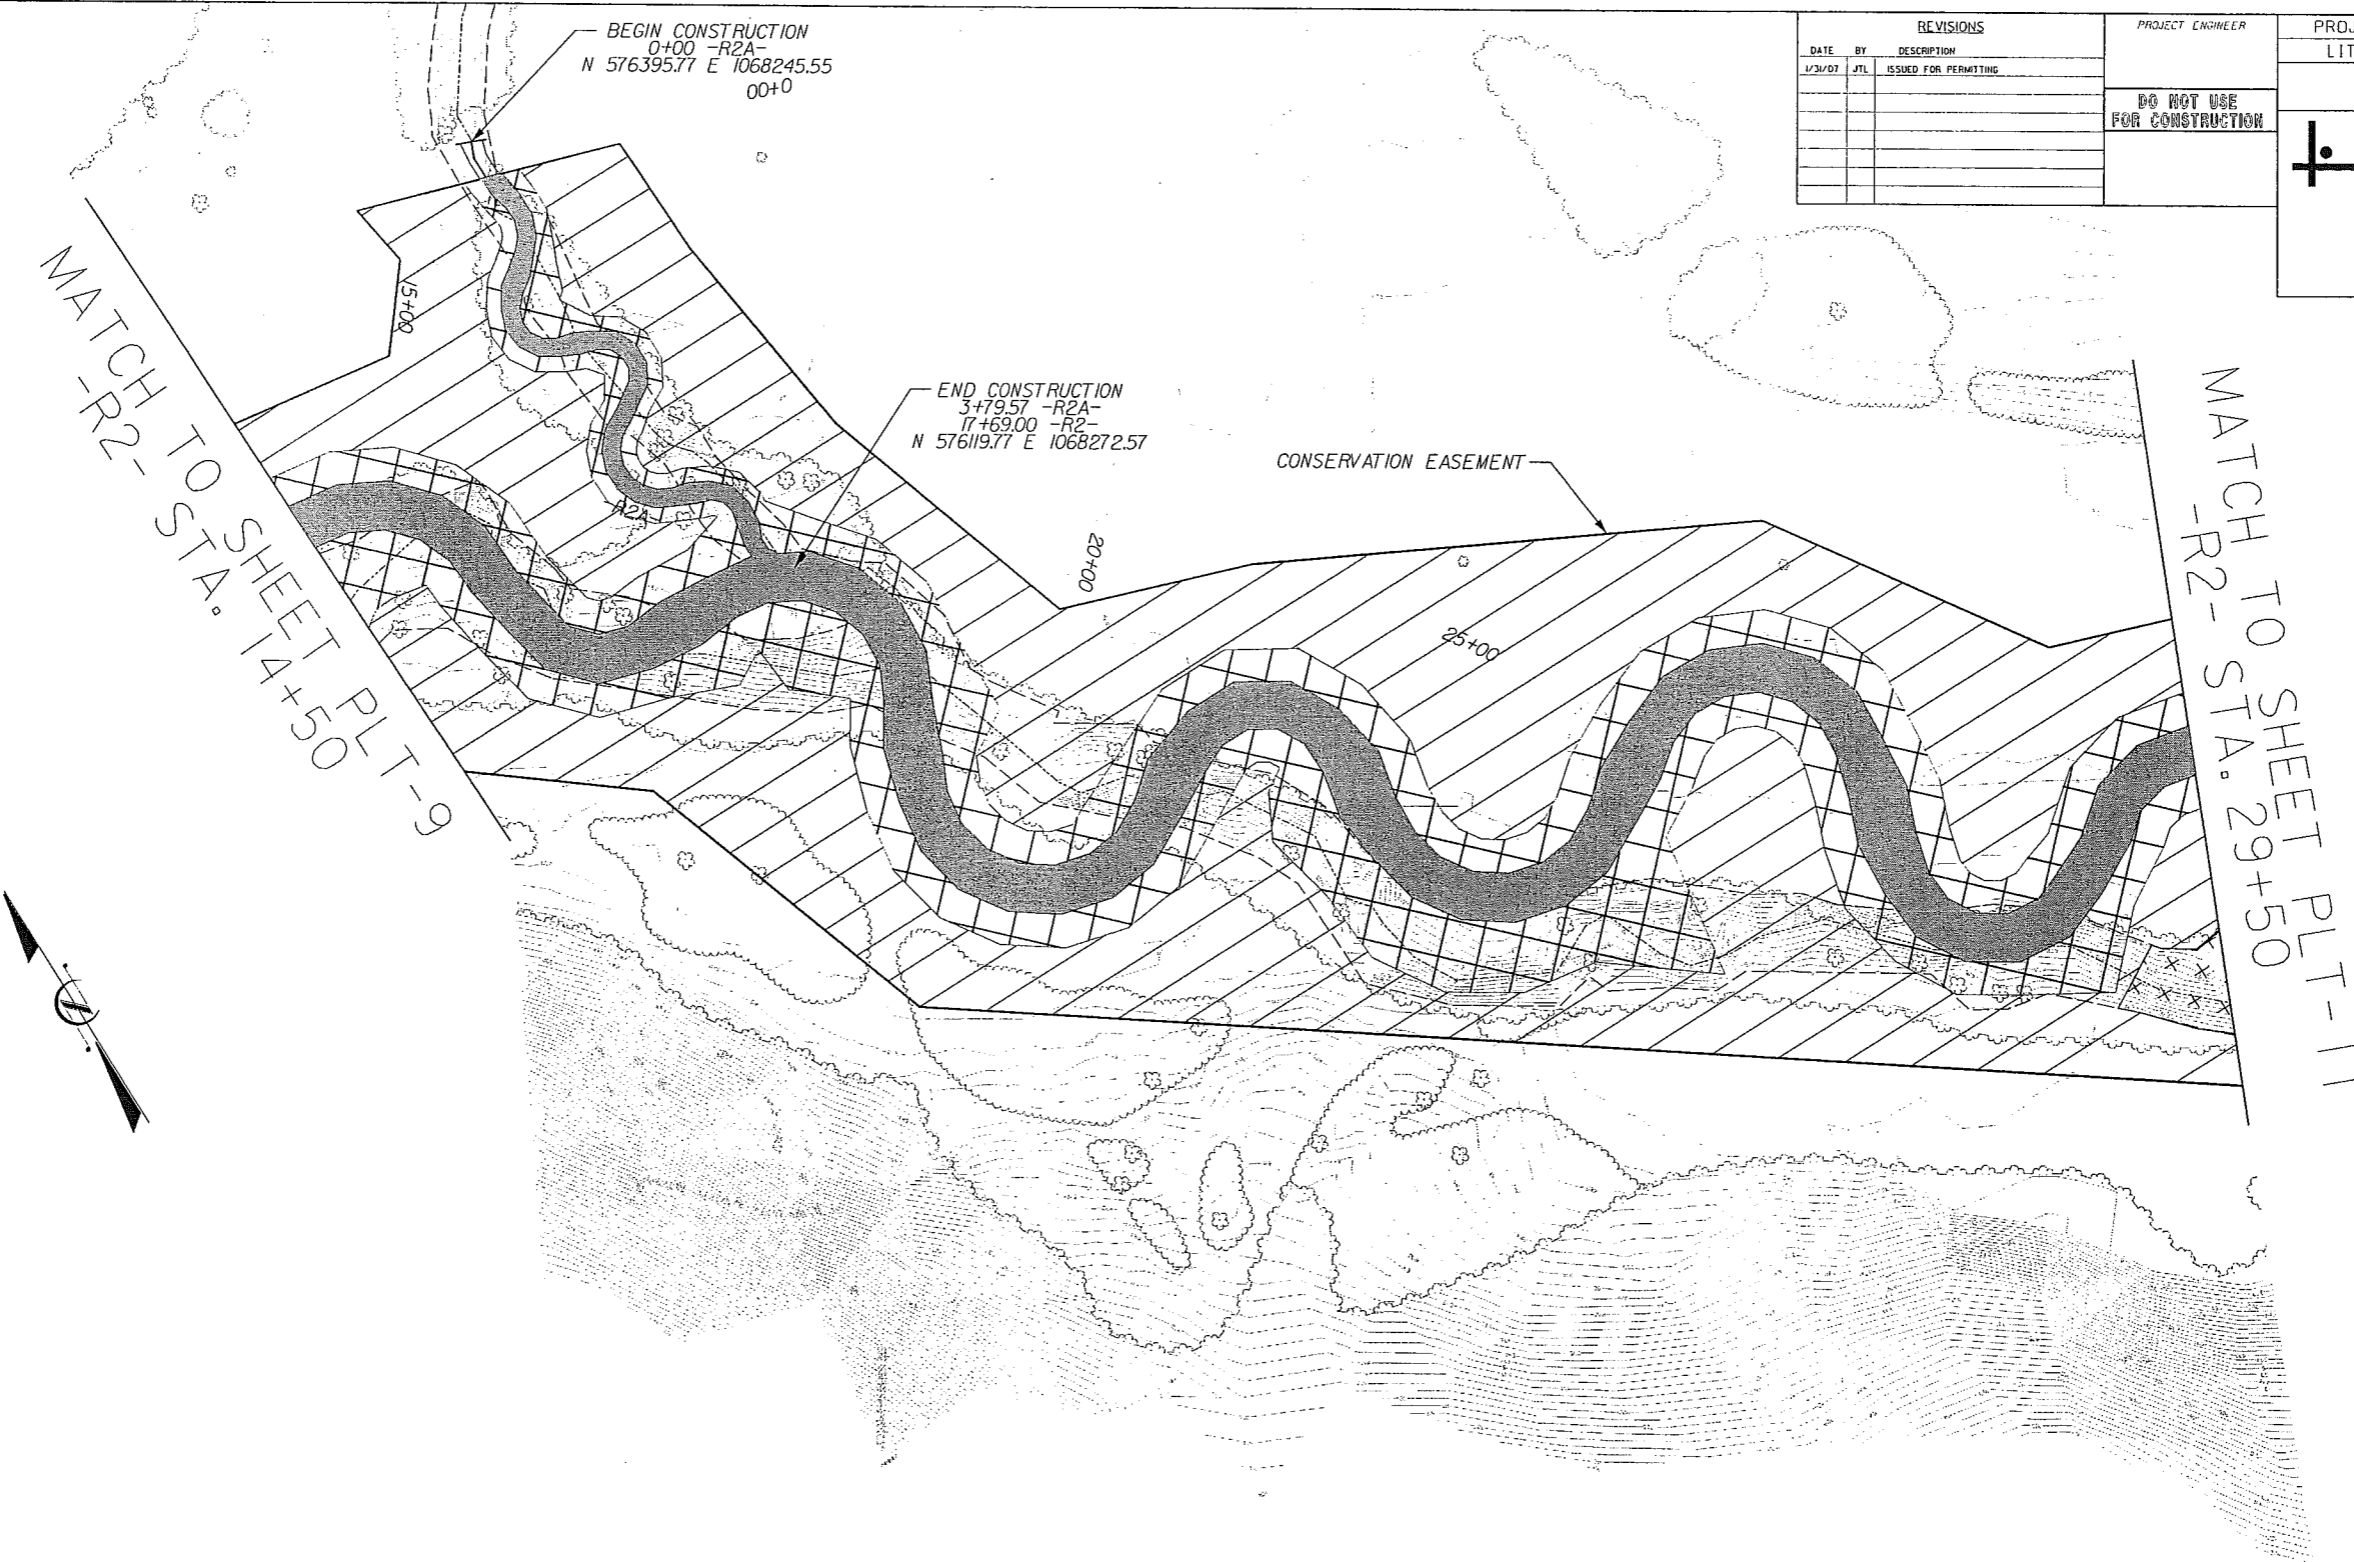 BEGIN CONSTRUCTION
0+00 -R2A-
N 576395.77 E 1068245.55
00+0
REVISIONS
DATE BY DESCRIPTION
1/31/07 JTL ISSUED FOR PERMITTING
PROJECT ENGINEER
DO NOT USE
FOR CONSTRUCTION
PROJ
LIT
15+00
MATCH TO SHEET PLT-9
-R2- STA. 14+50
END CONSTRUCTION
3+79.57 -R2A-
17+69.00 -R2-
N 576119.77 E 1068272.57
CONSERVATION EASEMENT
-R2A-
20+00
25+00
MATCH TO SHEET PLT-11
-R2- STA. 29+50